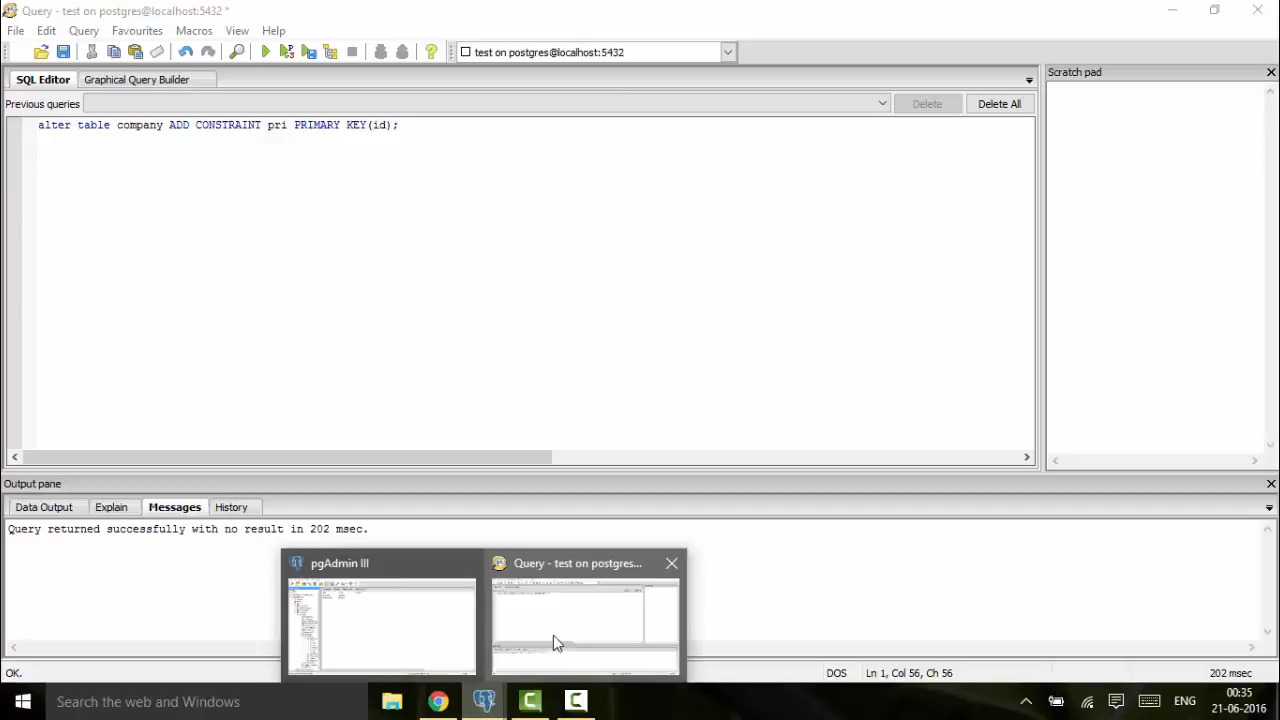 Query - test on postgres@localhost:5432 *
File Edit Query Favourites Macros View Help
test on postgres@localhost:5432
SQL Editor Graphical Query Builder
Scratch pad
Previous queries Delete Delete All
alter table company ADD CONSTRAINT pri PRIMARY KEY(id);
Output pane
Data Output Explain Messages History
Query returned successfully with no result in 202 msec.
pgAdmin III Query - test on postgres...
OK. DOS Ln 1, Col 56, Ch 56 202 msec
Search the web and Windows ENG 00:35
21-06-2016